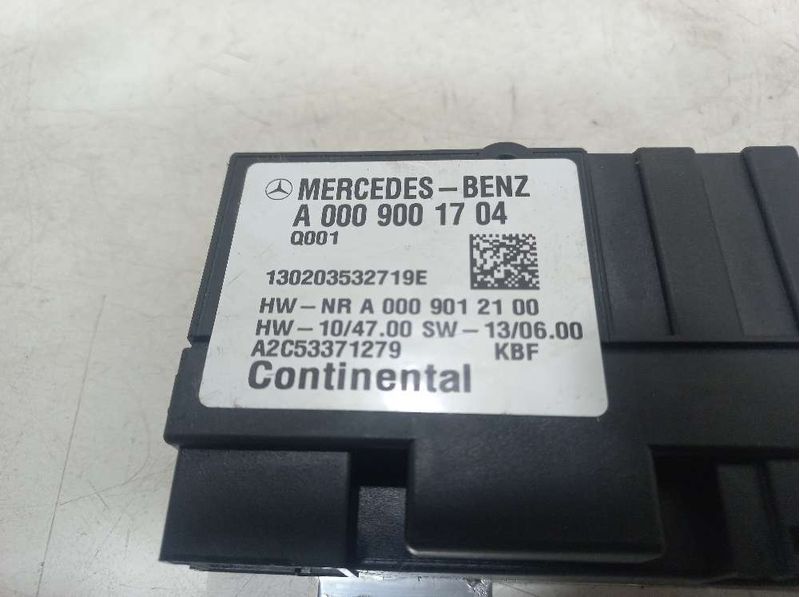 MERCEDES-BENZ
A 000 900 17 04
Q001
130203532719E
HW-NR A 000 901 21 00
HW-10/47.00 SW-13/06.00
A2C53371279 KBF
Continental